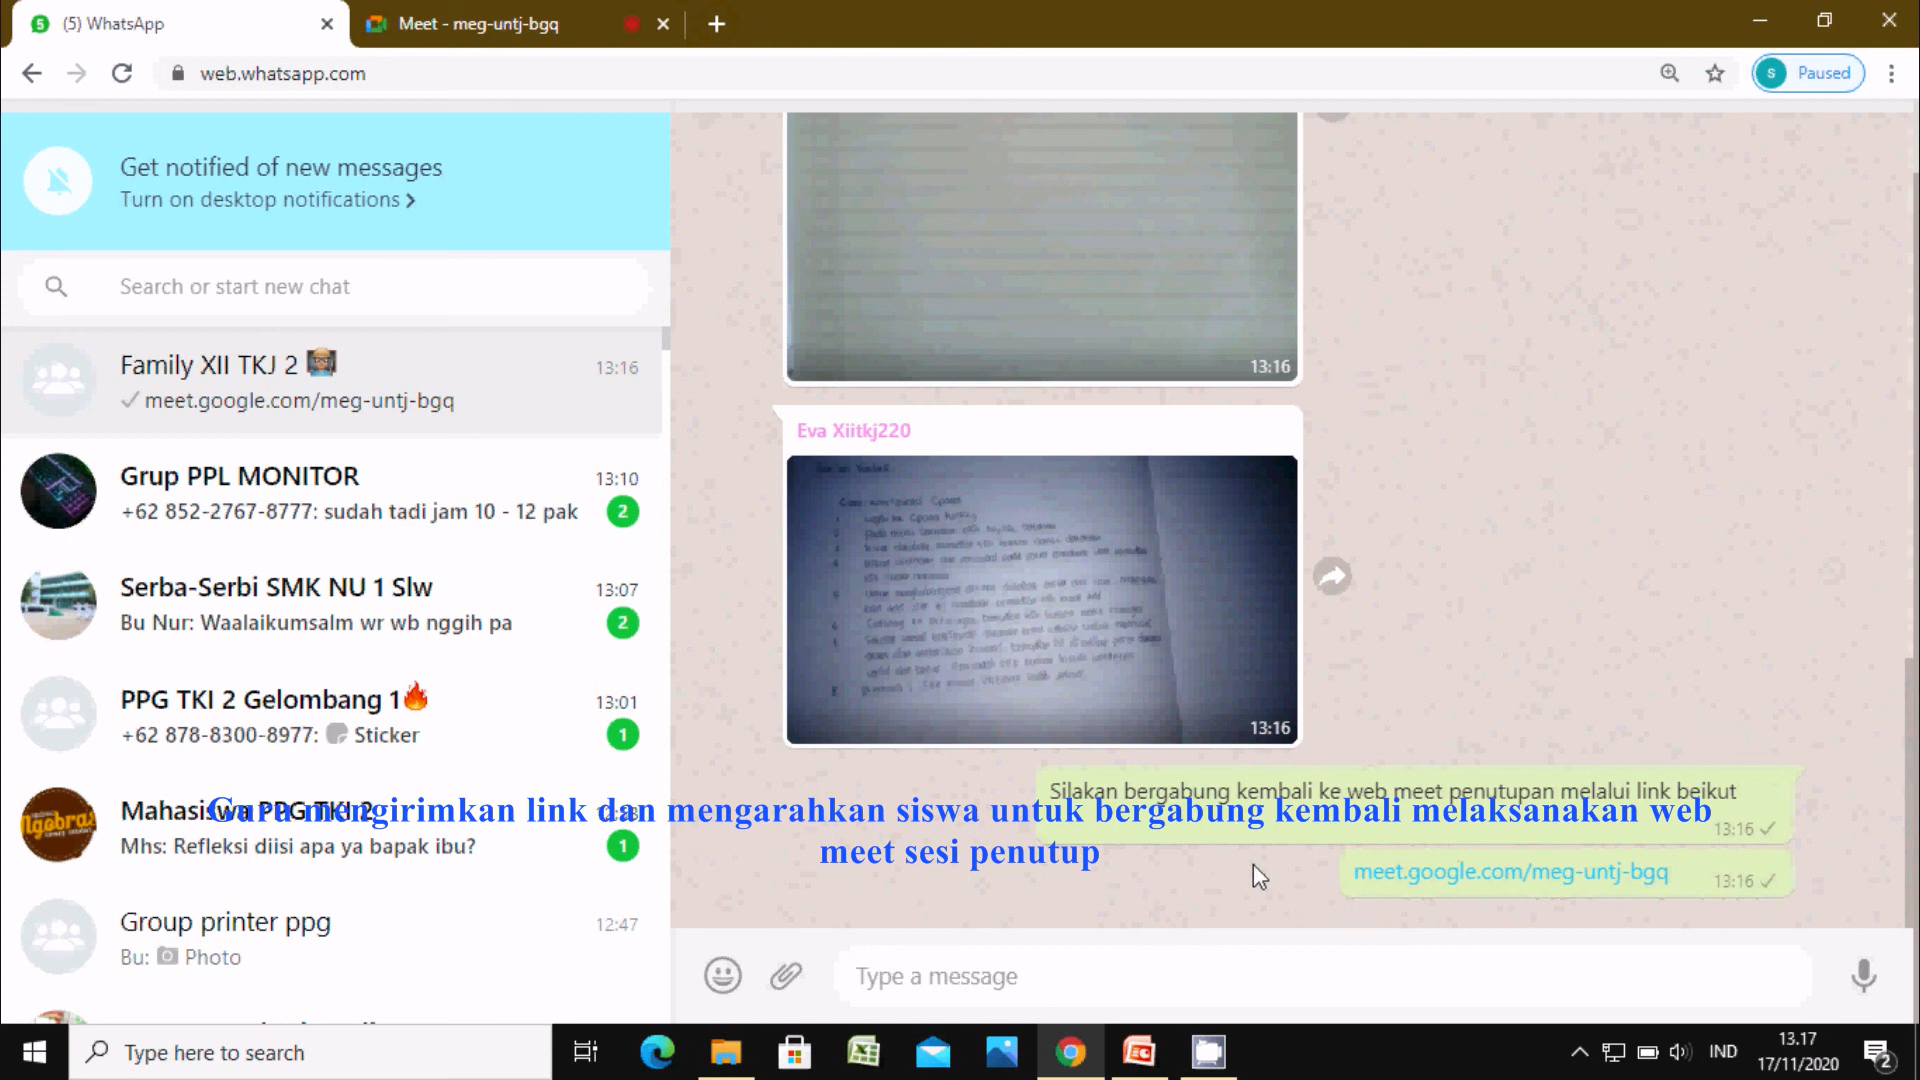 (5) WhatsApp
Meet - meg-untj-bgq
web.whatsapp.com
Paused
Get notified of new messages
Turn on desktop notifications
Search or start new chat
Family XII TKJ 2
13:16
meet.google.com/meg-untj-bgq
Grup PPL MONITOR
13:10
+62 852-2767-8777: sudah tadi jam 10 - 12 pak
2
Serba-Serbi SMK NU 1 Slw
13:07
Bu Nur: Waalaikumsalm wr wb nggih pa
2
PPG TKI 2 Gelombang 1
13:01
+62 878-8300-8977: Sticker
1
Mahasiswa PPG TKI 2
Mhs: Refleksi diisi apa ya bapak ibu?
1
Group printer ppg
12:47
Bu: Photo
13:16
Eva Xiitkj220
13:16
Silakan bergabung kembali ke web meet penutupan melalui link beikut
13:16
meet.google.com/meg-untj-bgq
13:16
Guru mengirimkan link dan mengarahkan siswa untuk bergabung kembali melaksanakan web
meet sesi penutup
Type a message
Type here to search
IND
13.17
17/11/2020
2